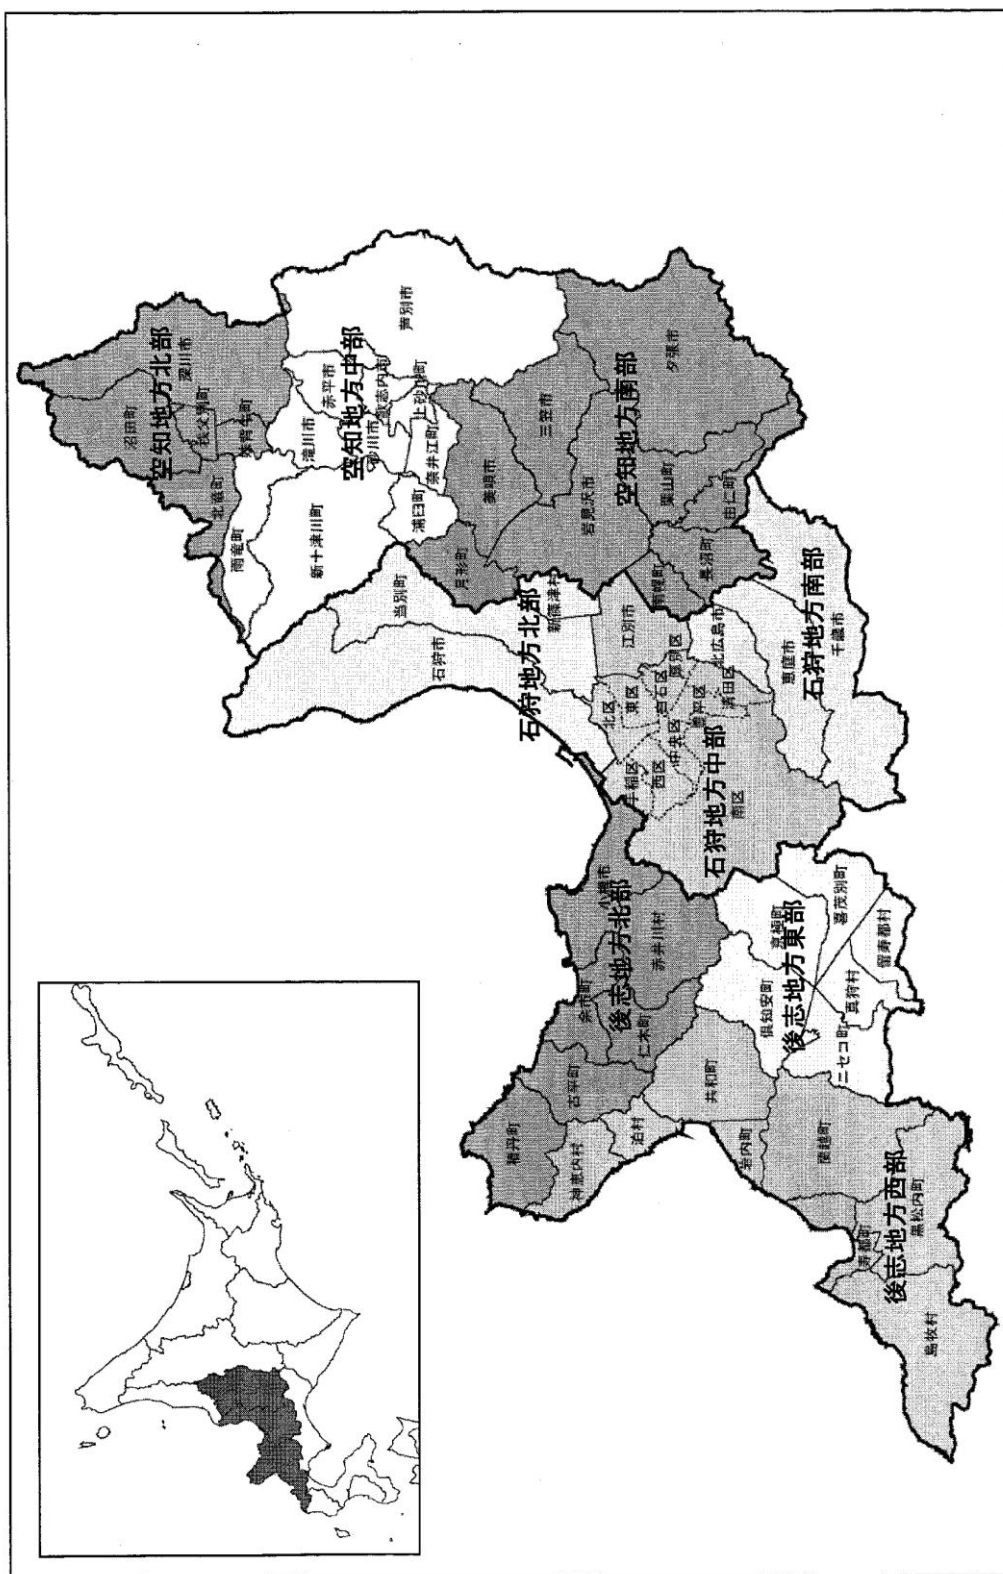 空知地方北部
沼田町
深川市
秩父別町
北竜町
妹背牛町
空知地方中部
雨竜町
滝川市
赤平市
芦別市
新十津川町
砂川市
歌志内市
上砂川町
奈井江町
浦臼町
空知地方南部
月形町
美唄市
三笠市
岩見沢市
夕張市
栗山町
由仁町
長沼町
南幌町
石狩地方北部
当別町
石狩市
新篠津村
石狩地方中部
江別市
北区
東区
白石区
厚別区
手稲区
西区
中央区
豊平区
清田区
南区
石狩地方南部
北広島市
恵庭市
千歳市
後志地方北部
小樽市
赤井川村
余市町
仁木町
古平町
積丹町
後志地方東部
京極町
倶知安町
喜茂別町
留寿都村
真狩村
ニセコ町
後志地方西部
神恵内村
泊村
共和町
岩内町
蘭越町
寿都町
黒松内町
島牧村